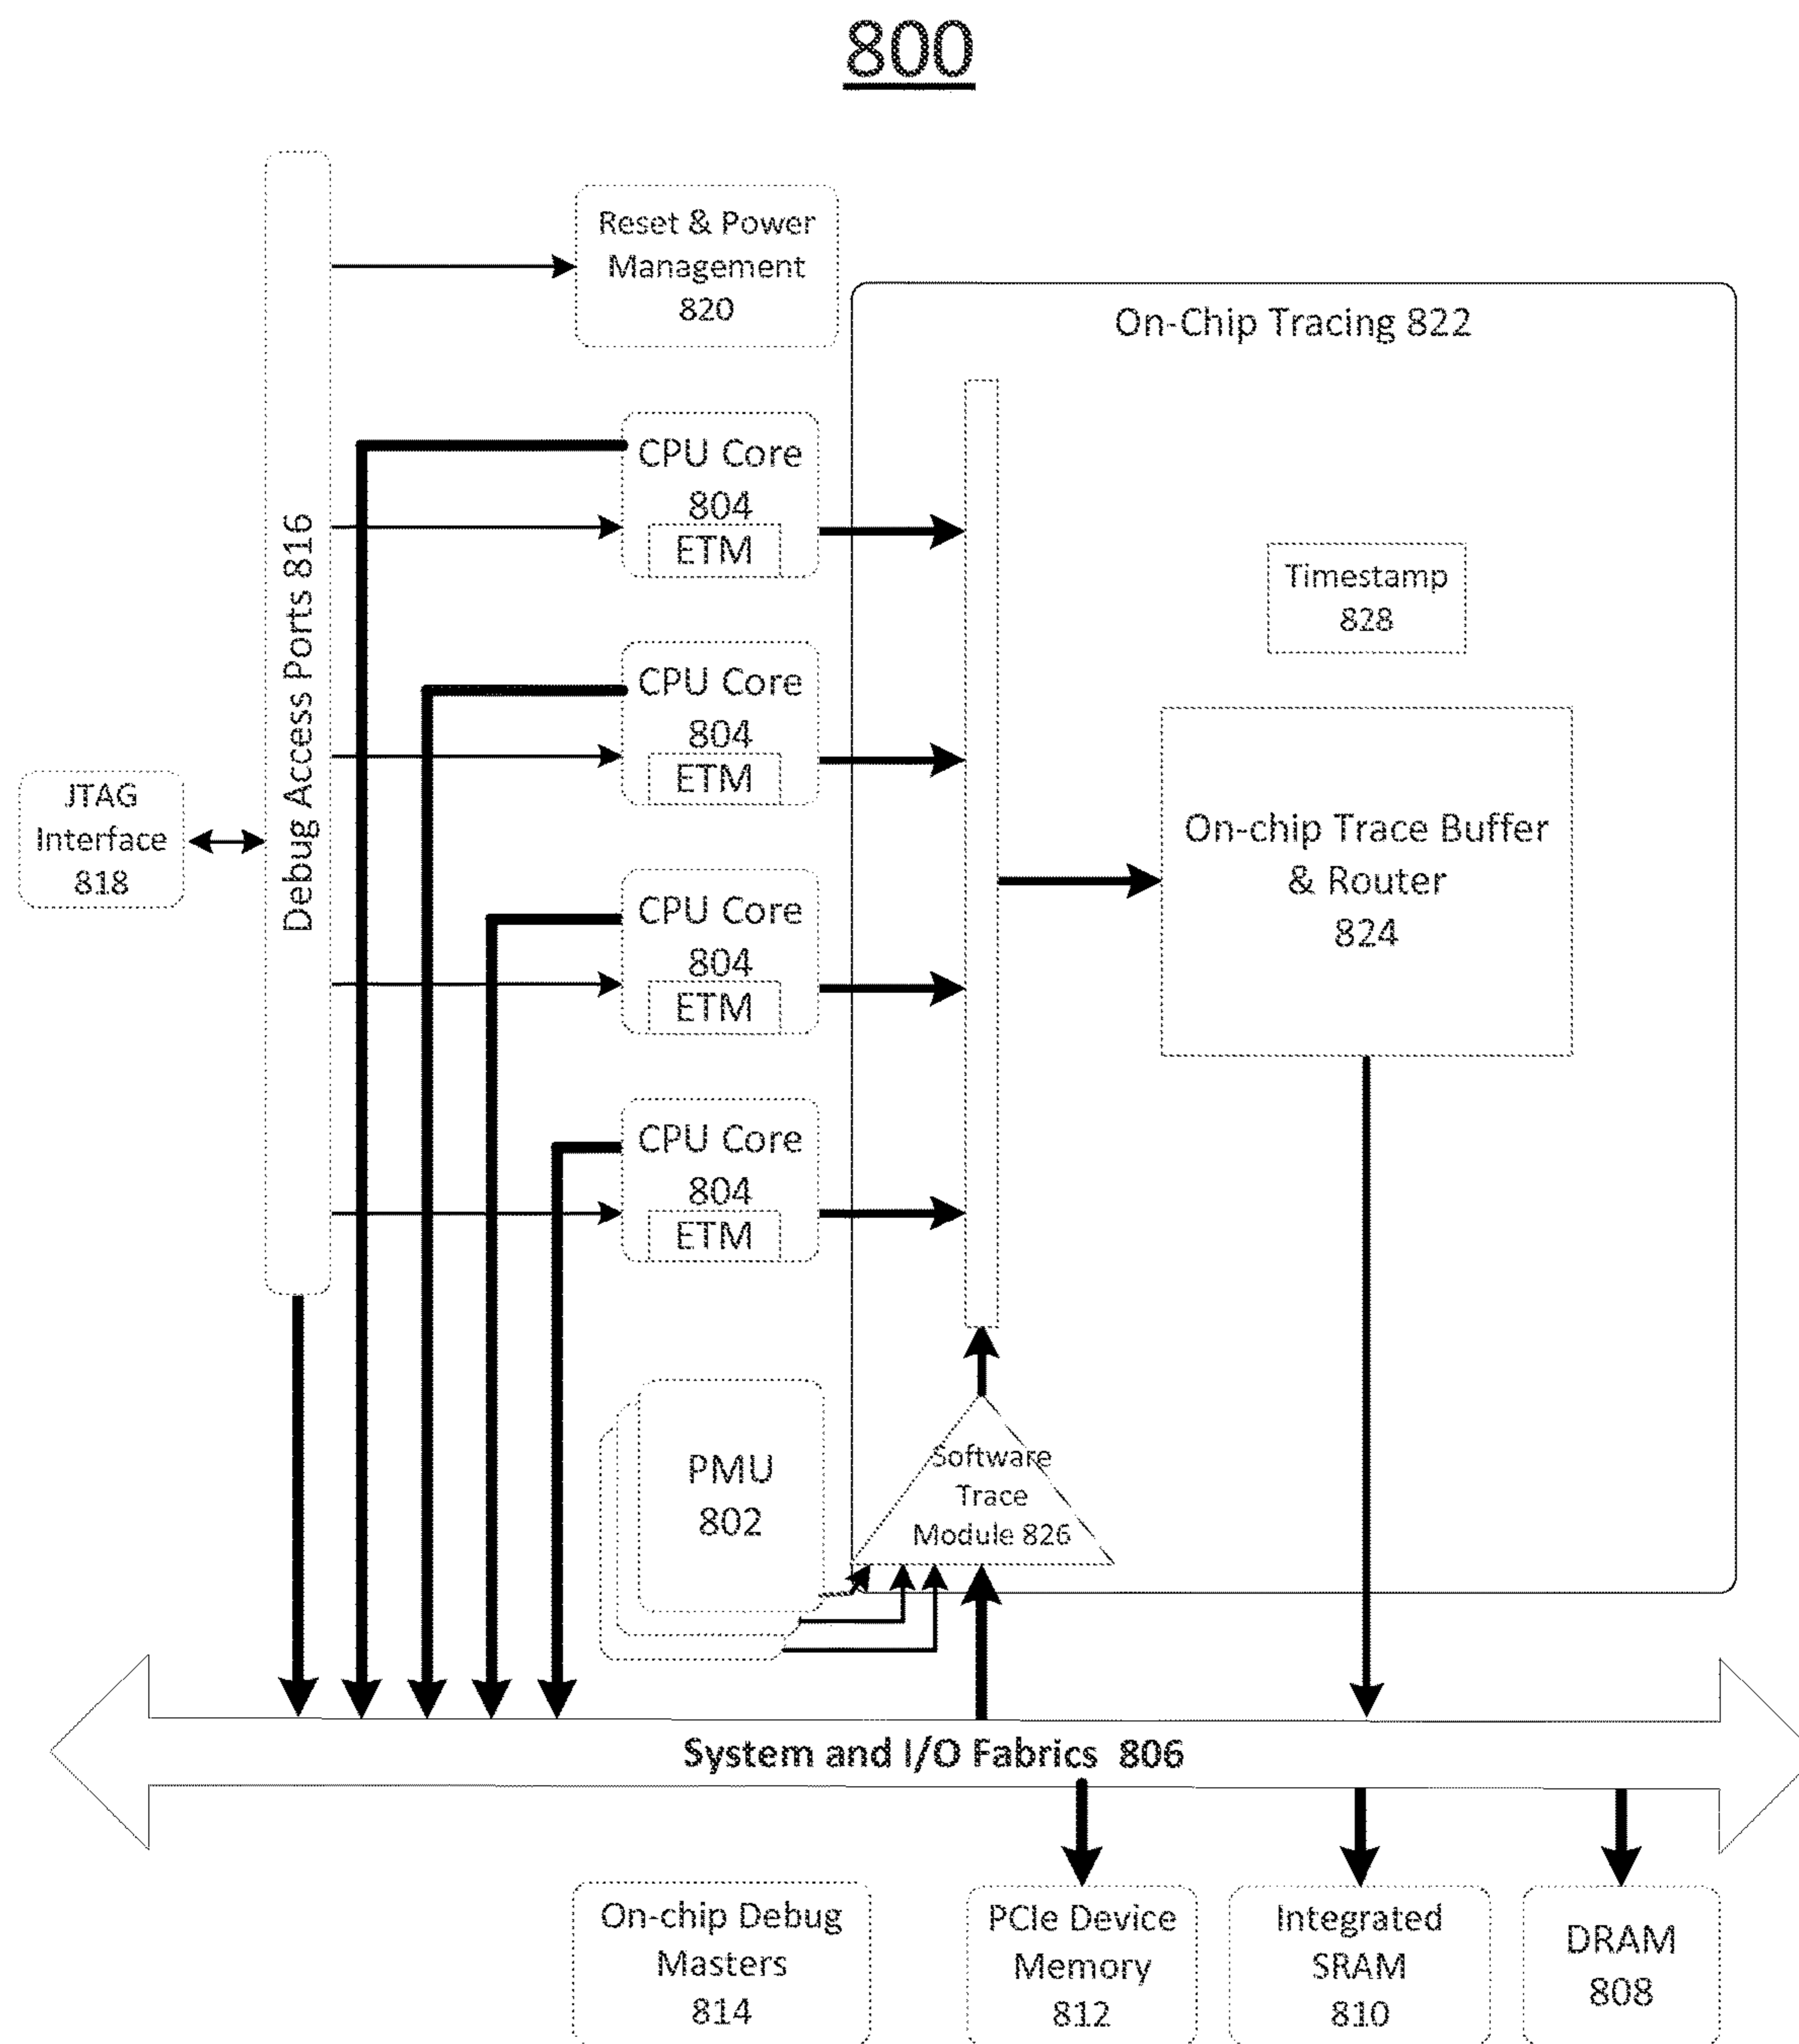 800
Reset & Power
Management
820
On-Chip Tracing 822
Debug Access Ports 816
CPU Core
804
ETM
Timestamp
828
CPU Core
804
ETM
JTAG
Interface
818
On-chip Trace Buffer
& Router
824
CPU Core
804
ETM
CPU Core
804
ETM
PMU
802
Software
Trace
Module 826
System and I/O Fabrics 806
On-chip Debug
Masters
814
PCIe Device
Memory
812
Integrated
SRAM
810
DRAM
808